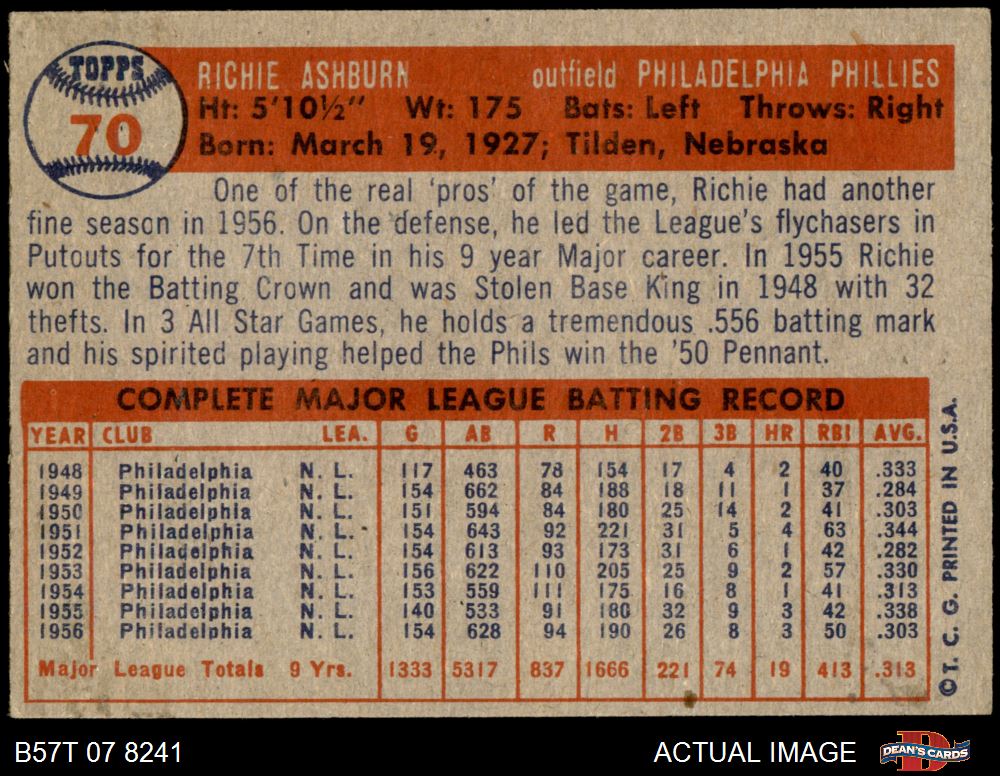 TOPPS
70
RICHIE ASHBURN outfield PHILADELPHIA PHILLIES
Ht: 5'10½" Wt: 175 Bats: Left Throws: Right
Born: March 19, 1927; Tilden, Nebraska
One of the real 'pros' of the game, Richie had another
fine season in 1956. On the defense, he led the League's flychasers in
Putouts for the 7th Time in his 9 year Major career. In 1955 Richie
won the Batting Crown and was Stolen Base King in 1948 with 32
thefts. In 3 All Star Games, he holds a tremendous .556 batting mark
and his spirited playing helped the Phils win the '50 Pennant.
COMPLETE MAJOR LEAGUE BATTING RECORD
YEAR CLUB LEA. G AB R H 2B 3B HR RBI AVG.
1948 Philadelphia N. L. 117 463 78 154 17 4 2 40 .333
1949 Philadelphia N. L. 154 662 84 188 18 11 1 37 .284
1950 Philadelphia N. L. 151 594 84 180 25 14 2 41 .303
1951 Philadelphia N. L. 154 643 92 221 31 5 4 63 .344
1952 Philadelphia N. L. 154 613 93 173 31 6 1 42 .282
1953 Philadelphia N. L. 156 622 110 205 25 9 2 57 .330
1954 Philadelphia N. L. 153 559 111 175 16 8 1 41 .313
1955 Philadelphia N. L. 140 533 91 180 32 9 3 42 .338
1956 Philadelphia N. L. 154 628 94 190 26 8 3 50 .303
Major League Totals 9 Yrs. 1333 5317 837 1666 221 74 19 413 .313
©T. C. G. PRINTED IN U.S.A.
B57T 07 8241 ACTUAL IMAGE DEAN'S CARDS